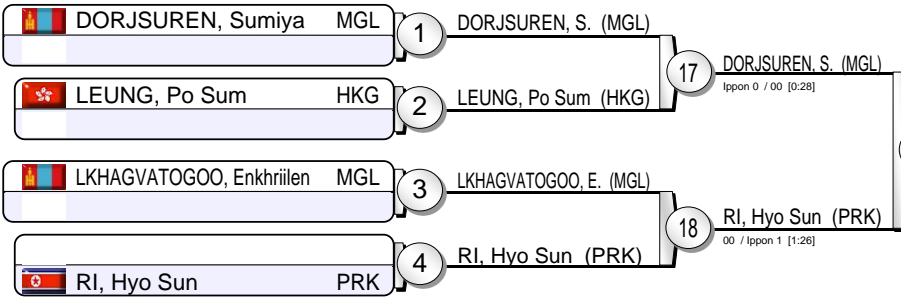 DORJSUREN, Sumiya MGL
1
DORJSUREN, S. (MGL)
17
DORJSUREN, S. (MGL)
Ippon 0 / 00 [0:28]
LEUNG, Po Sum HKG
2
LEUNG, Po Sum (HKG)
LKHAGVATOGOO, Enkhriilen MGL
3
LKHAGVATOGOO, E. (MGL)
18
RI, Hyo Sun (PRK)
00 / Ippon 1 [1:26]
4
RI, Hyo Sun (PRK)
RI, Hyo Sun PRK